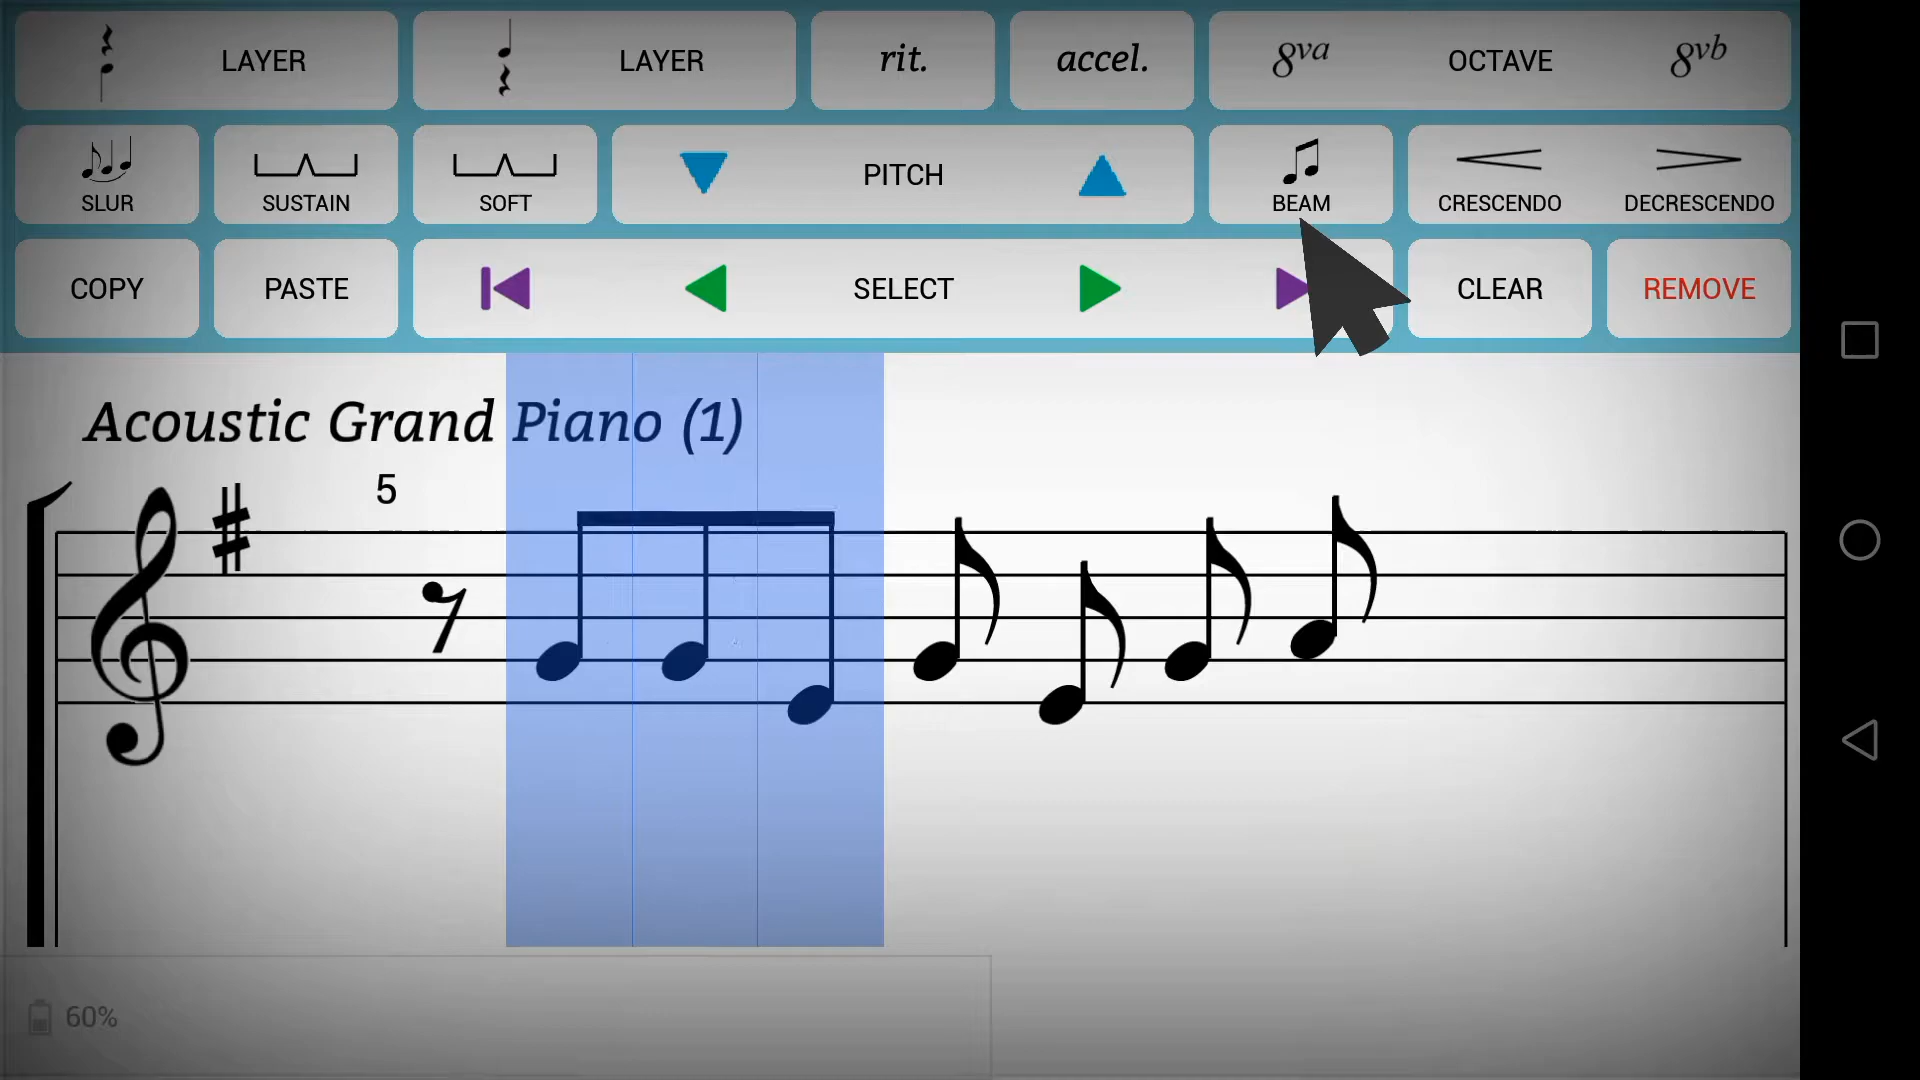 LAYER LAYER rit. accel. 8va OCTAVE 8vb
SLUR SUSTAIN SOFT PITCH BEAM CRESCENDO DECRESCENDO
COPY PASTE SELECT CLEAR REMOVE
Acoustic Grand Piano (1)
5
60%